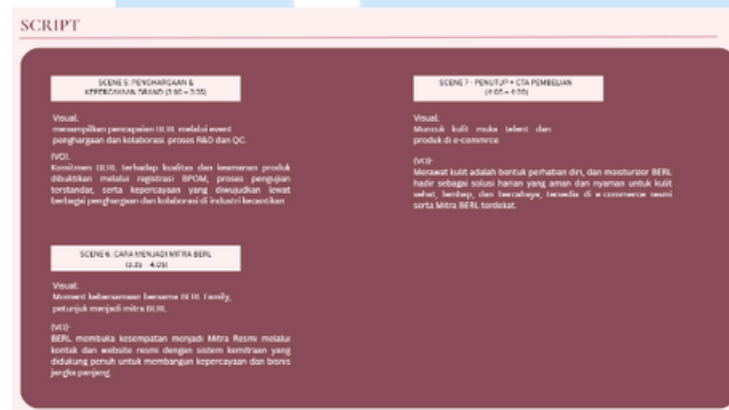 SCRIPT
SCENE 5: PENGHARGAAN &
KEPERCAYAAN BRAND (3:10 – 3:35)
Visual:
menampilkan pencapaian BERL melalui event
penghargaan dan kolaborasi, proses R&D dan QC.
(VO):
Komitmen BERL terhadap kualitas dan keamanan produk
dibuktikan melalui registrasi BPOM, proses pengujian
terstandar, serta kepercayaan yang diwujudkan lewat
berbagai penghargaan dan kolaborasi di industri kecantikan.
SCENE 6: CARA MENJADI MITRA BERL
(3:35 – 4:05)
Visual:
Moment kebersamaan bersama BERL Family,
petunjuk menjadi mitra BERL
(VO):
BERL membuka kesempatan menjadi Mitra Resmi melalui
kontak dan website resmi dengan sistem kemitraan yang
didukung penuh untuk membangun kepercayaan dan bisnis
jangka panjang.
SCENE 7 - PENUTUP + CTA PEMBELIAN
(4:05 – 4:20)
Visual:
Muncuk kulit muka talent dan
produk di e-commrce
(VO):
Merawat kulit adalah bentuk perhatian diri, dan moisturizer BERL
hadir sebagai solusi harian yang aman dan nyaman untuk kulit
sehat, lembap, dan bercahaya, tersedia di e-commerce resmi
serta Mitra BERL terdekat.